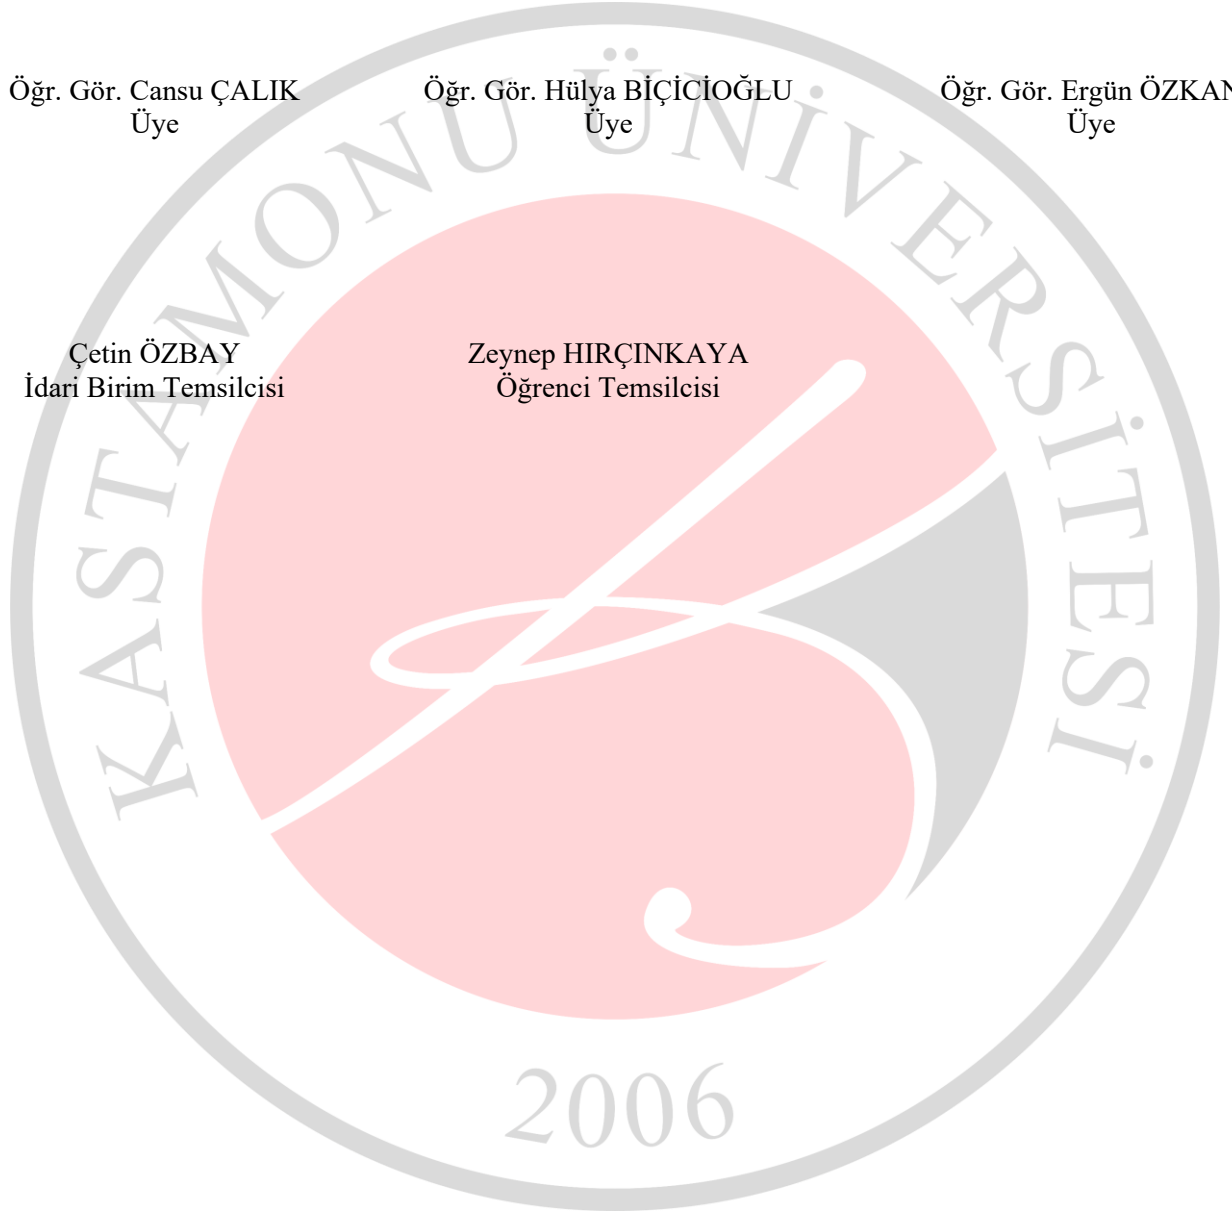 Öğr. Gör. Cansu ÇALIK
Üye
Öğr. Gör. Hülya BİÇİCİOĞLU
Üye
Öğr. Gör. Ergün ÖZKAN
Üye
Çetin ÖZBAY
İdari Birim Temsilcisi
Zeynep HIRÇINKAYA
Öğrenci Temsilcisi
KASTAMONU ÜNİVERSİTESİ
2006